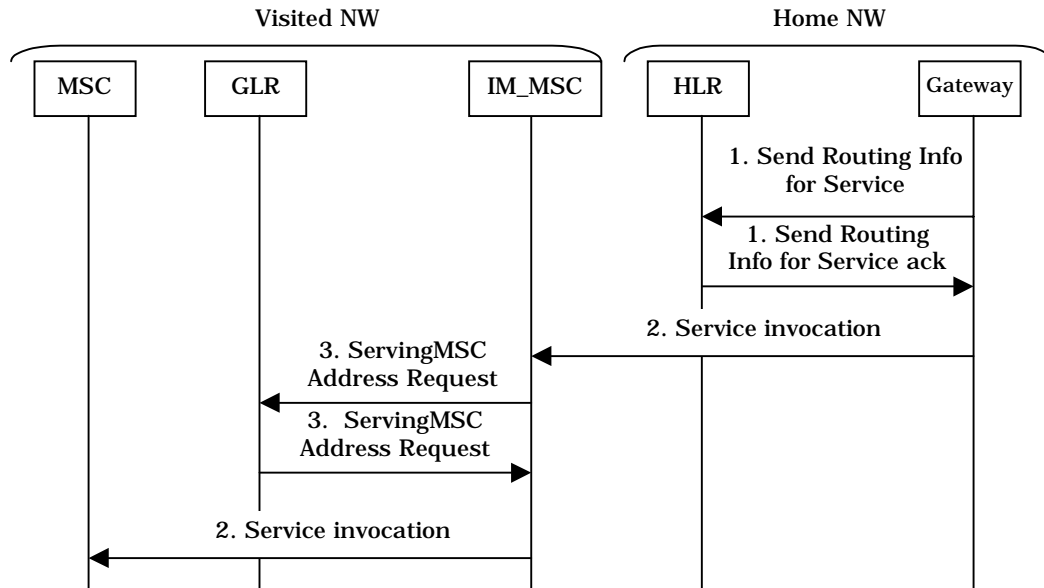 Visited NW
Home NW
MSC
GLR
IM_MSC
HLR
Gateway
1. Send Routing Info
for Service
1. Send Routing
Info for Service ack
2. Service invocation
3. ServingMSC
Address Request
3. ServingMSC
Address Request
2. Service invocation